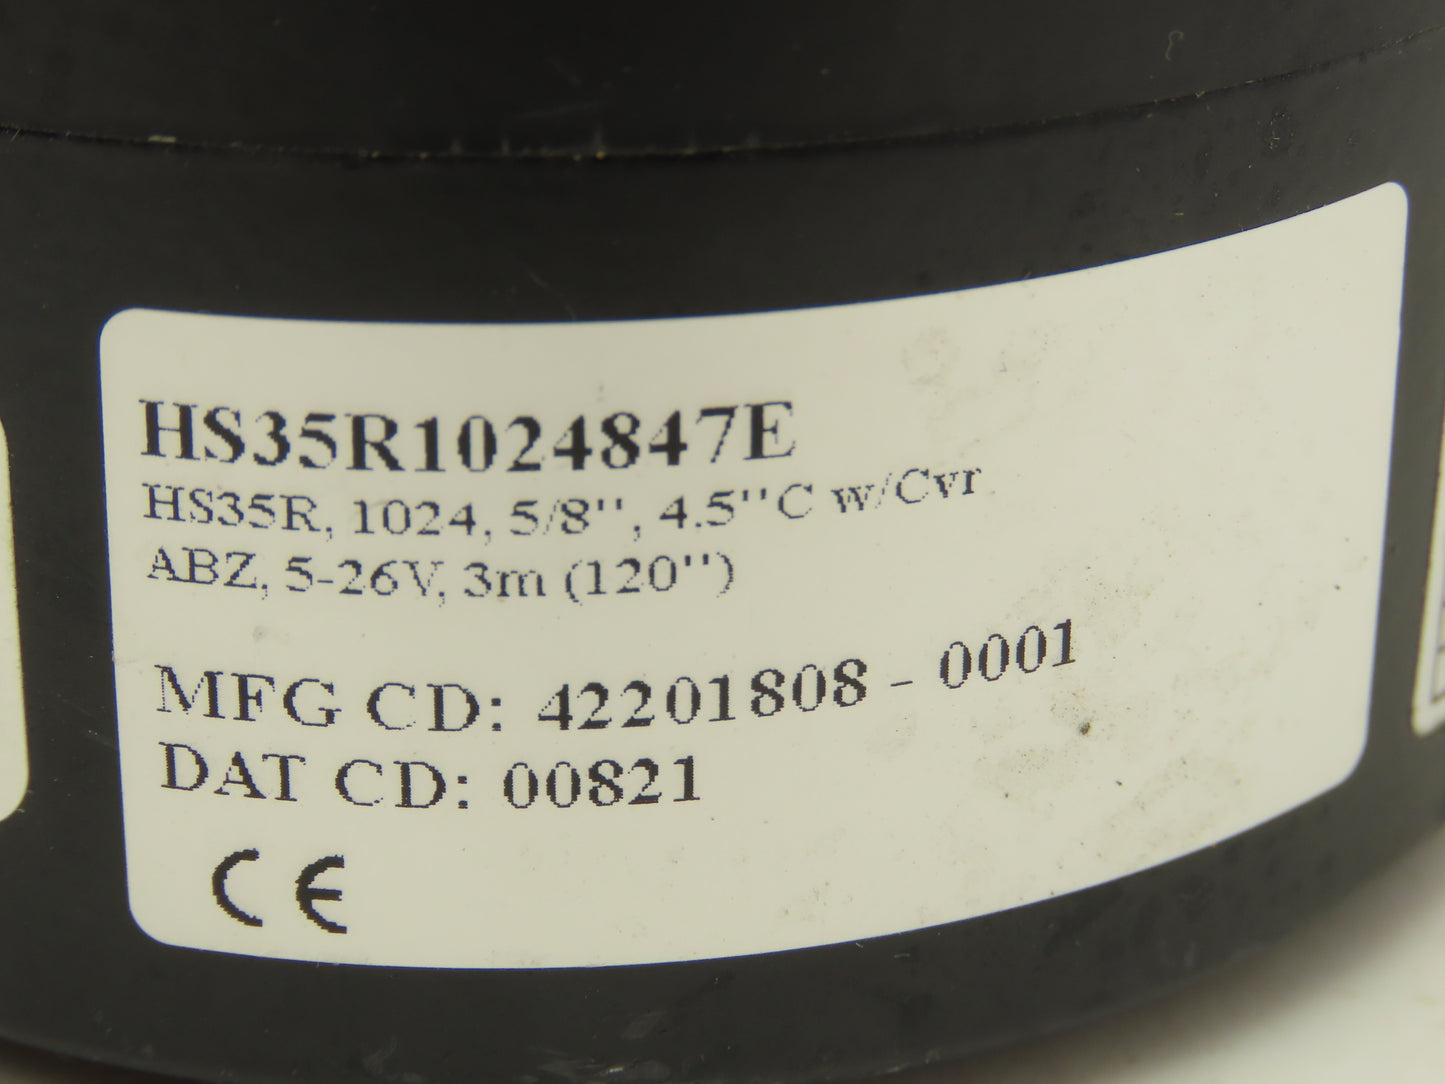 HS35R1024847E
HS35R, 1024, 5/8'', 4.5''C w/Cvr
ABZ, 5-26V, 3m (120'')
MFG CD: 42201808 - 0001
DAT CD: 00821
CE